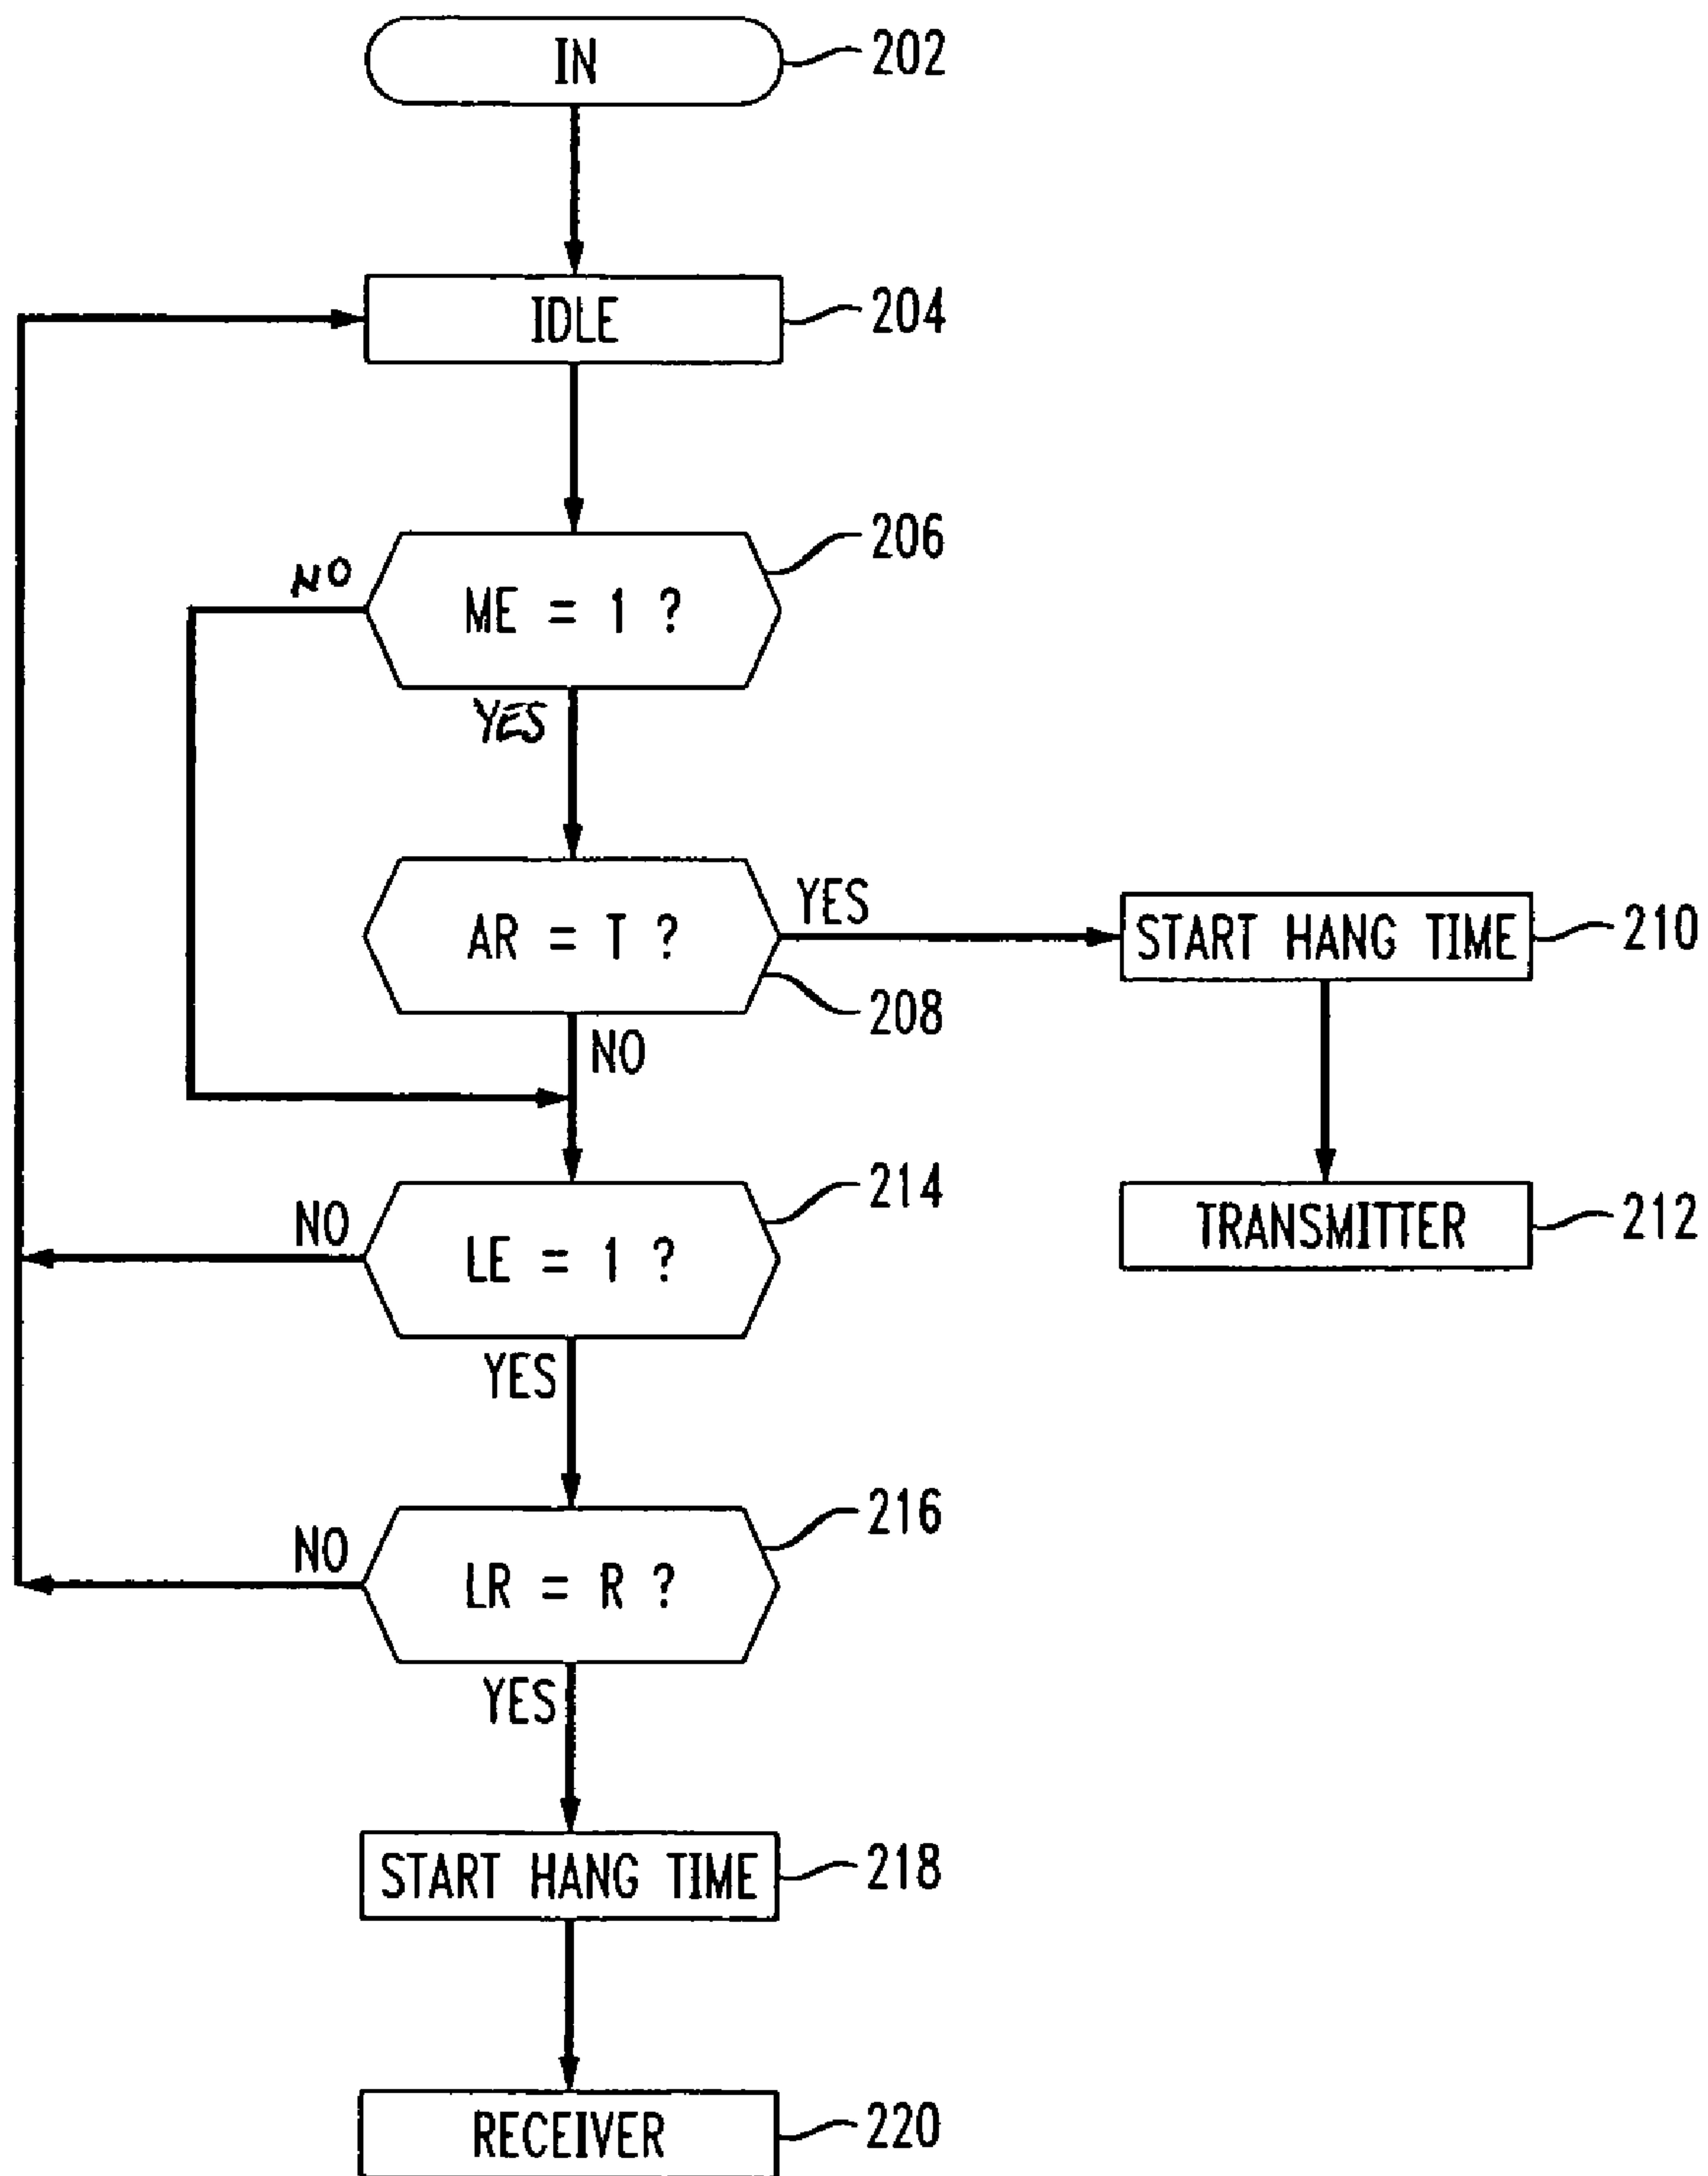 IN
202
IDLE
204
206
NO
ME = 1 ?
YES
AR = T ?
YES
START HANG TIME
210
208
NO
214
NO
LE = 1 ?
TRANSMITTER
212
YES
216
NO
LR = R ?
YES
START HANG TIME
218
RECEIVER
220